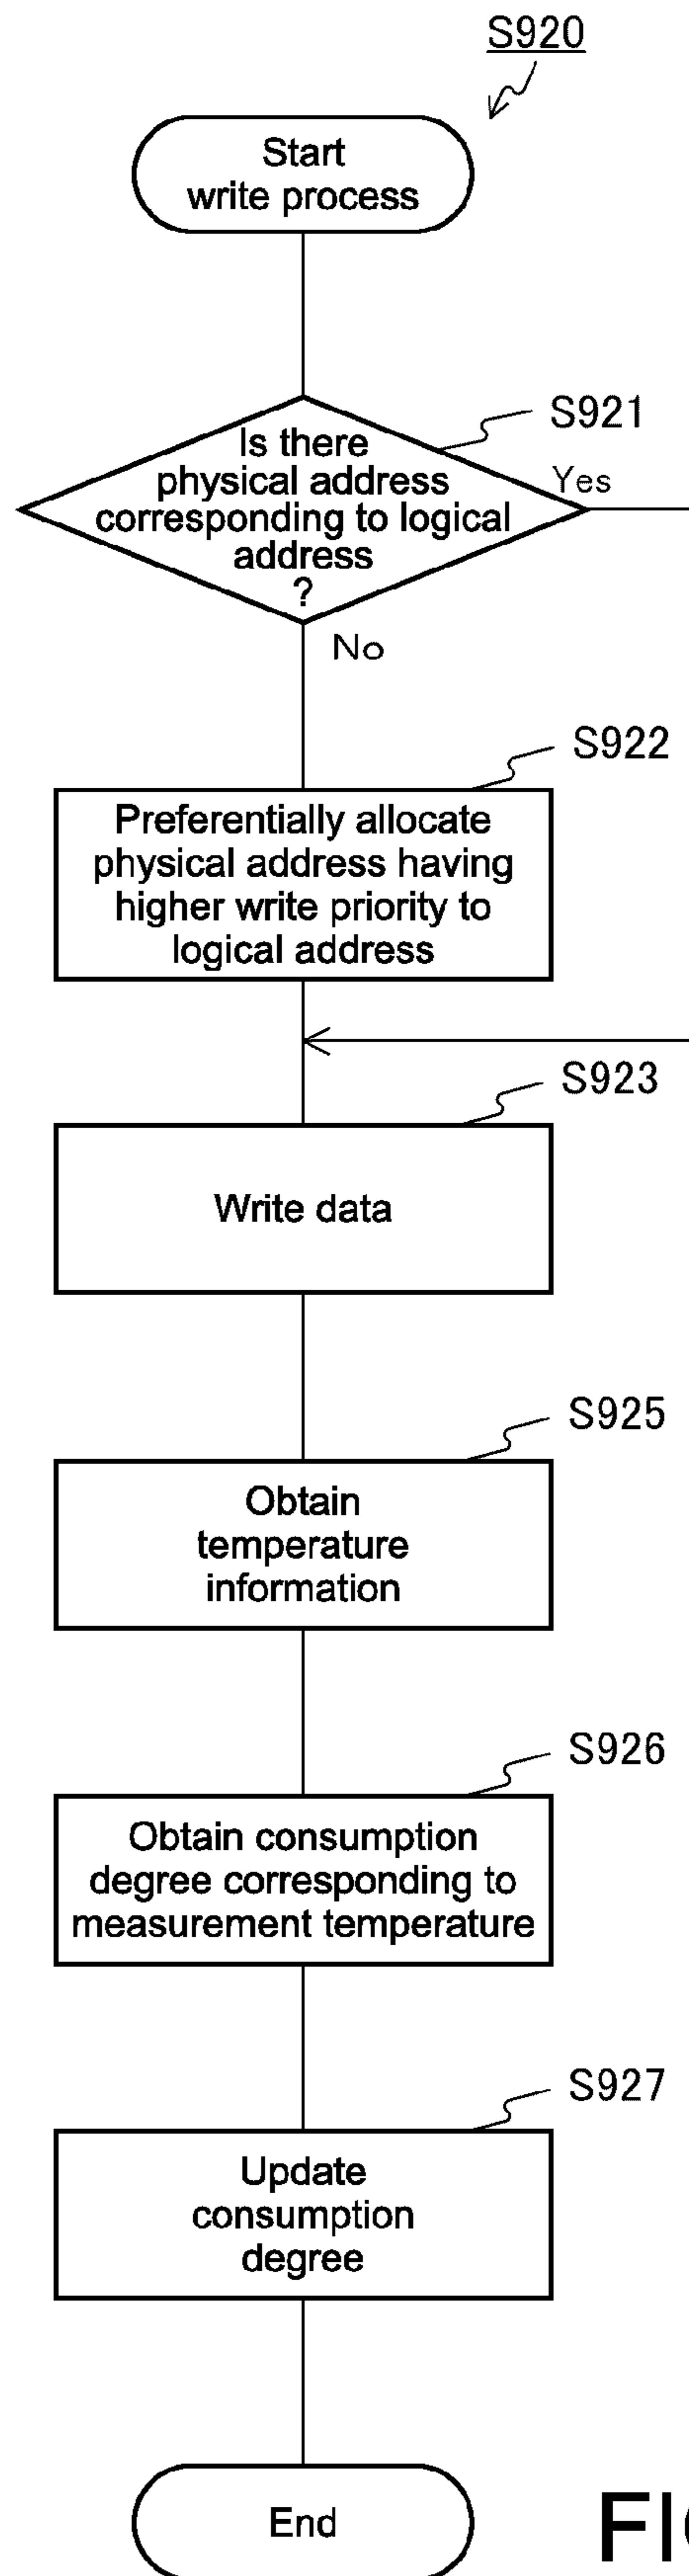 S920
Start
write process
S921
Is there
physical address
corresponding to logical
address
?
Yes
No
S922
Preferentially allocate
physical address having
higher write priority to
logical address
S923
Write data
S925
Obtain
temperature
information
S926
Obtain consumption
degree corresponding to
measurement temperature
S927
Update
consumption
degree
End